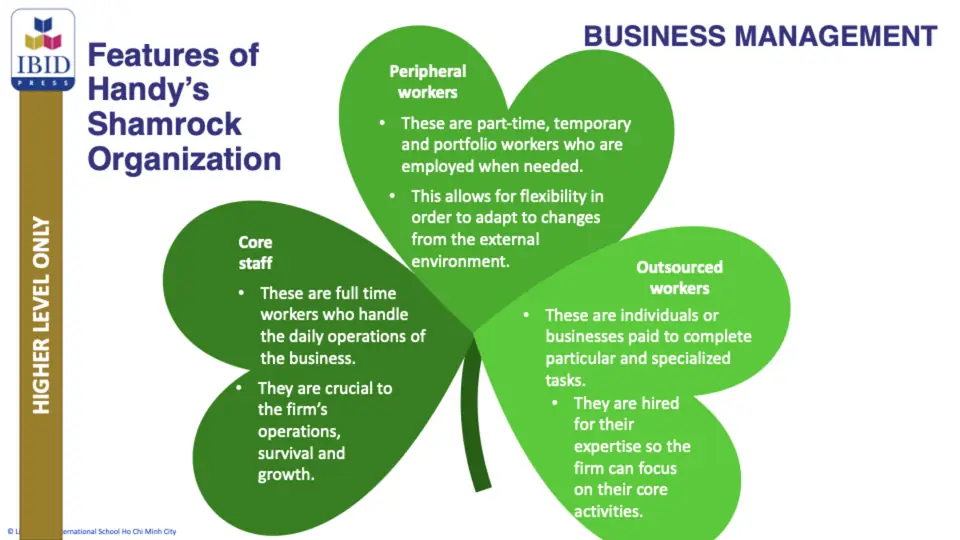 IBID
PRESS
Features of
Handy's
Shamrock
Organization
BUSINESS MANAGEMENT
HIGHER LEVEL ONLY
Peripheral
workers
• These are part-time, temporary
and portfolio workers who are
employed when needed.
• This allows for flexibility in
order to adapt to changes
from the external
environment.
Core
staff
• These are full time
workers who handle
the daily operations of
the business.
• They are crucial to
the firm's
operations,
survival and
growth.
Outsourced
workers
• These are individuals or
businesses paid to complete
particular and specialized
tasks.
• They are hired
for their
expertise so the
firm can focus
on their core
activities.
© International School Ho Chi Minh City